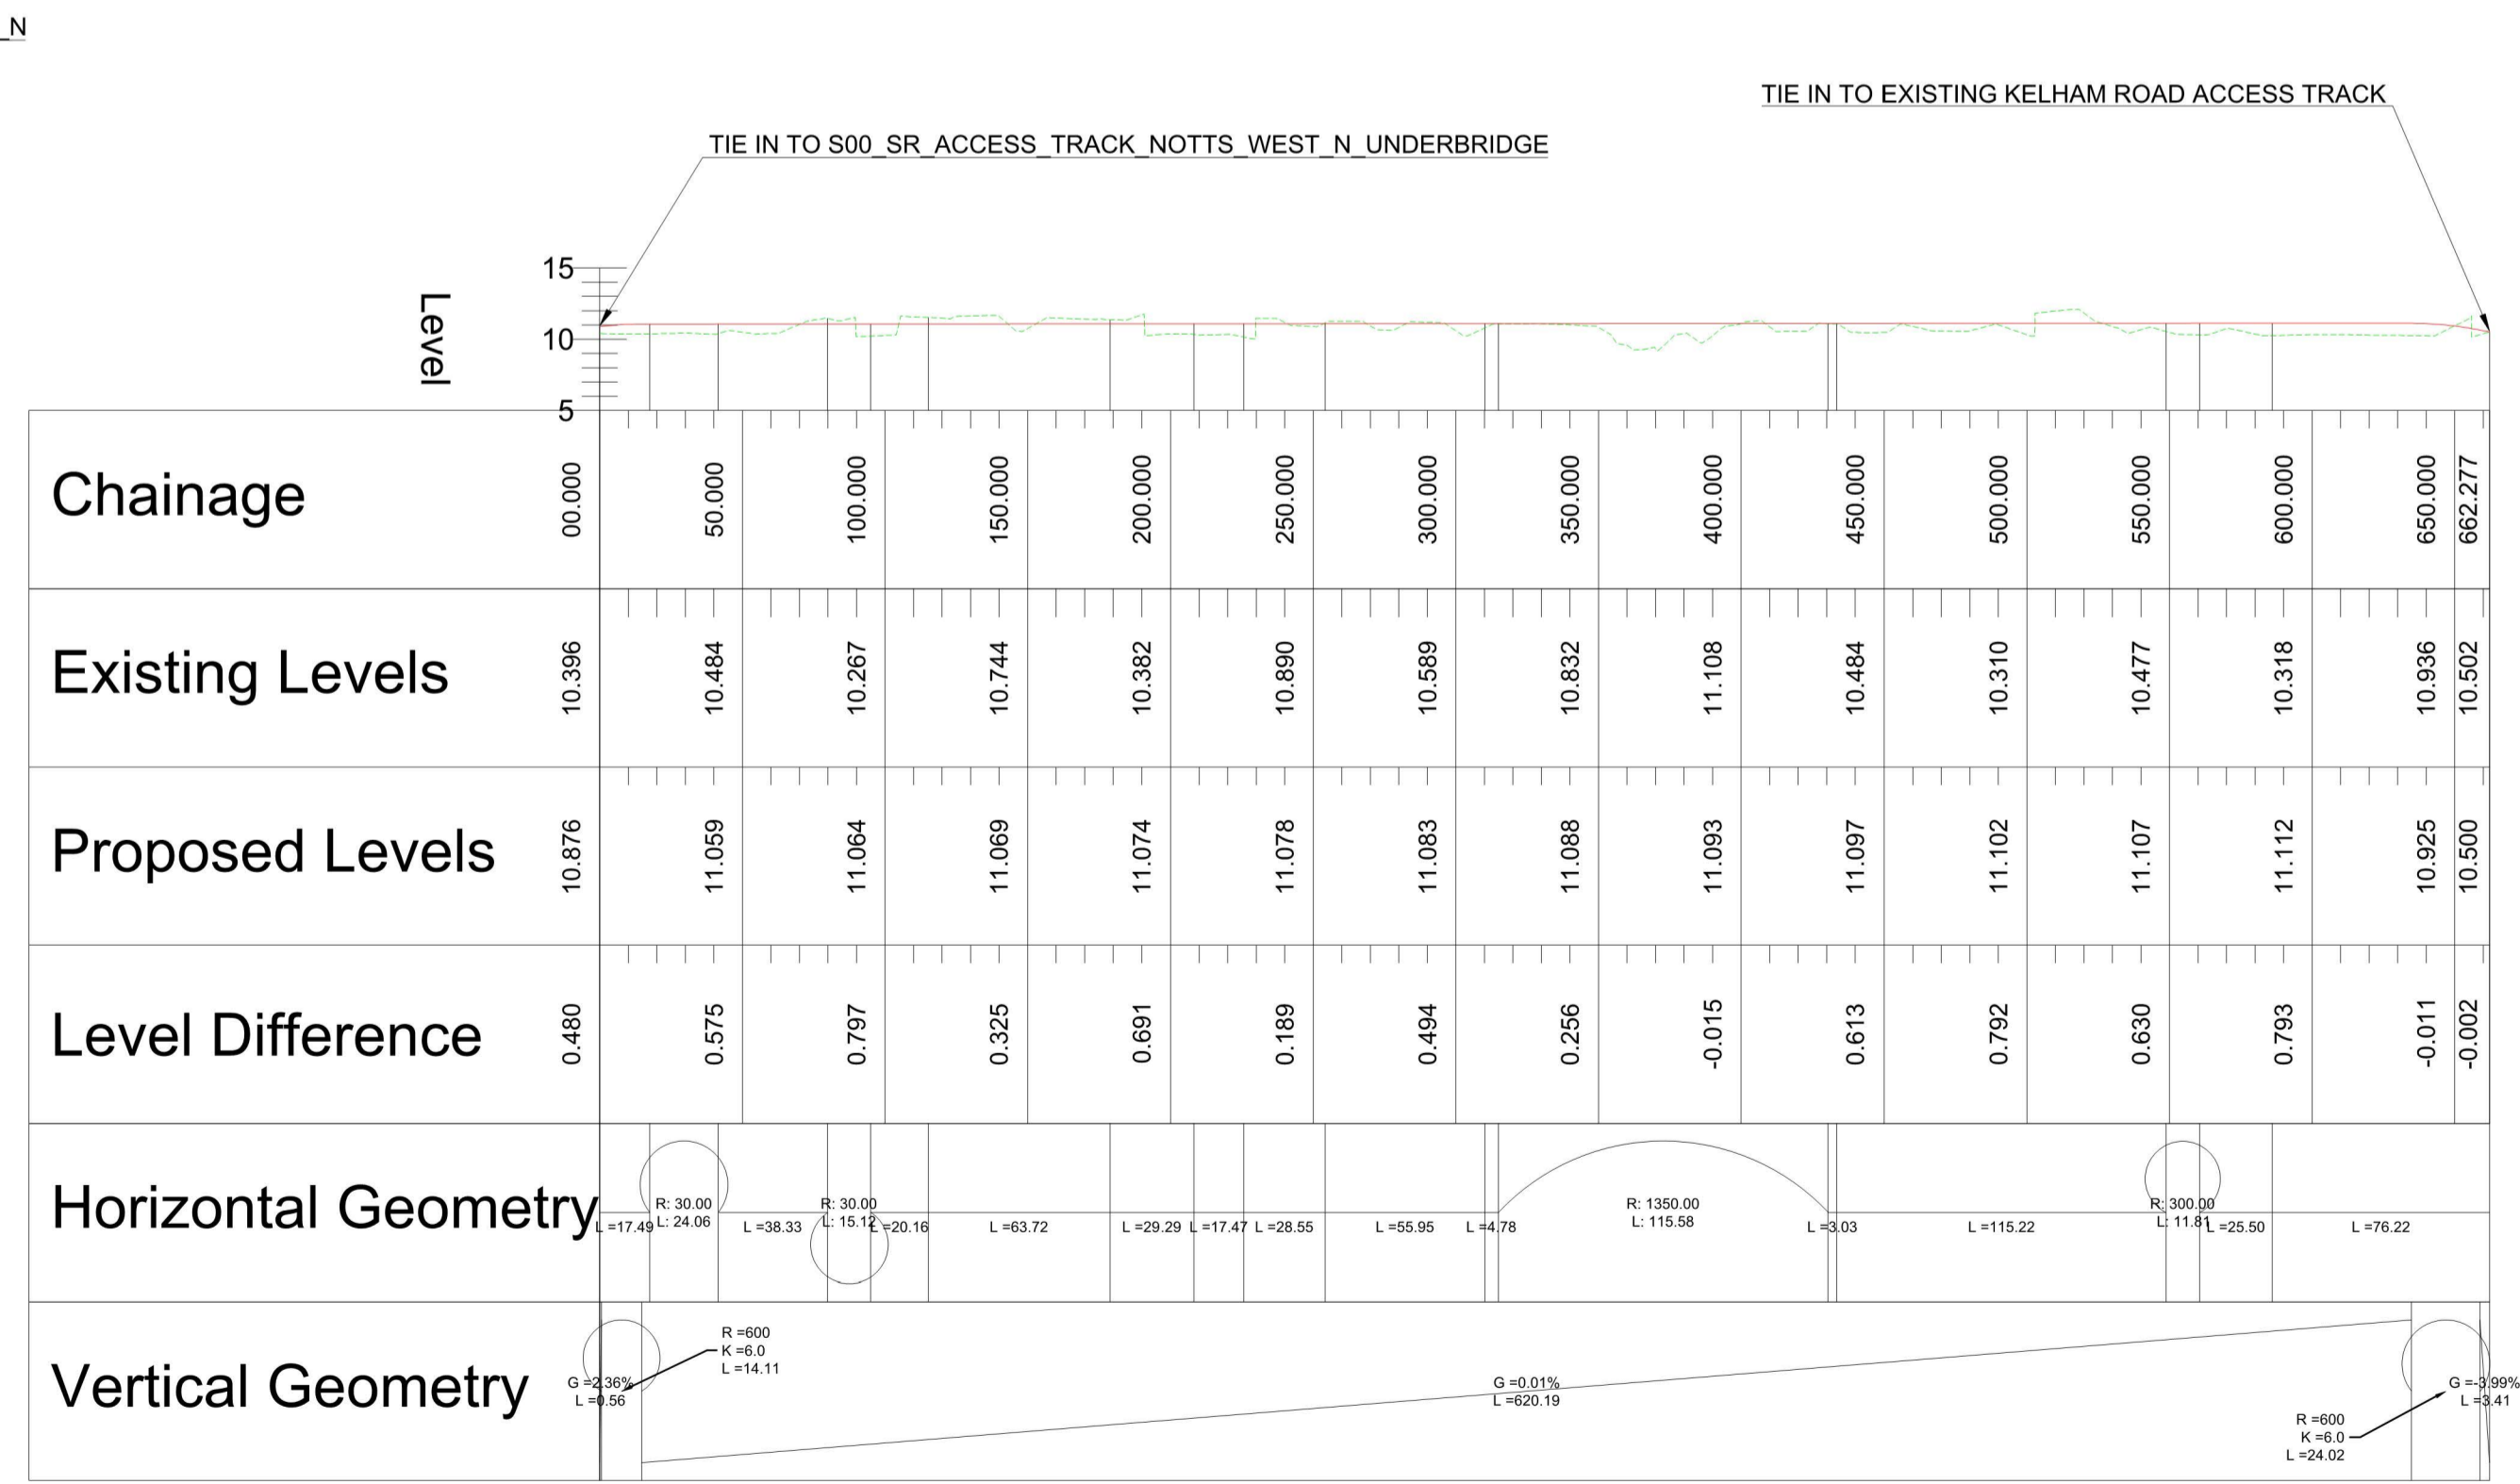 _N
TIE IN TO EXISTING KELHAM ROAD ACCESS TRACK
TIE IN TO S00_SR_ACCESS_TRACK_NOTTS_WEST_N_UNDERBRIDGE
Level
15
10
5
Chainage 00.000 50.000 100.000 150.000 200.000 250.000 300.000 350.000 400.000 450.000 500.000 550.000 600.000 650.000 662.277
Existing Levels 10.396 10.484 10.267 10.744 10.382 10.890 10.589 10.832 11.108 10.484 10.310 10.477 10.318 10.936 10.502
Proposed Levels 10.876 11.059 11.064 11.069 11.074 11.078 11.083 11.088 11.093 11.097 11.102 11.107 11.112 10.925 10.500
Level Difference 0.480 0.575 0.797 0.325 0.691 0.189 0.494 0.256 -0.015 0.613 0.792 0.630 0.793 -0.011 -0.002
Horizontal Geometry
L =17.49
R: 30.00
L: 24.06
L =38.33
R: 30.00
L: 15.12
L =20.16
L =63.72
L =29.29
L =17.47
L =28.55
L =55.95
L =4.78
R: 1350.00
L: 115.58
L =3.03
L =115.22
R: 300.00
L: 11.81
L =25.50
L =76.22
Vertical Geometry
G =2.36%
L =0.56
R =600
K =6.0
L =14.11
G =0.01%
L =620.19
R =600
K =6.0
L =24.02
G =-3.99%
L =3.41